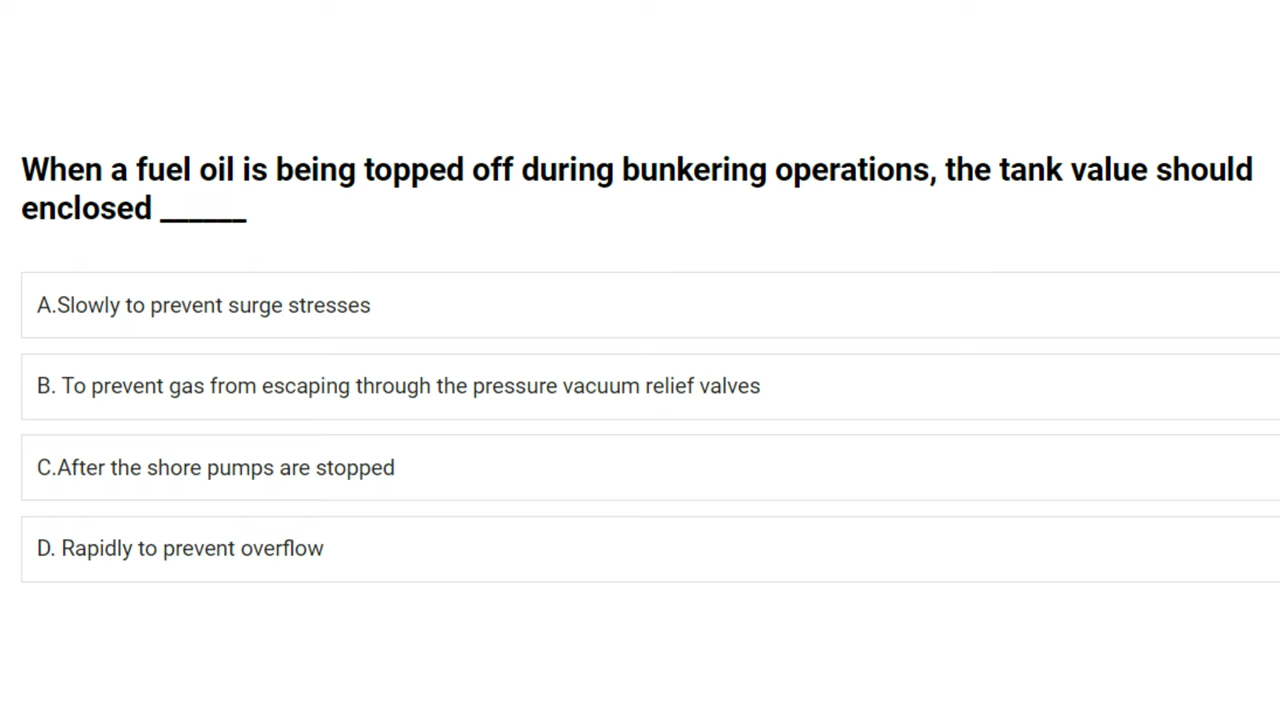 When a fuel oil is being topped off during bunkering operations, the tank value should
enclosed ______
A.Slowly to prevent surge stresses
B. To prevent gas from escaping through the pressure vacuum relief valves
C.After the shore pumps are stopped
D. Rapidly to prevent overflow